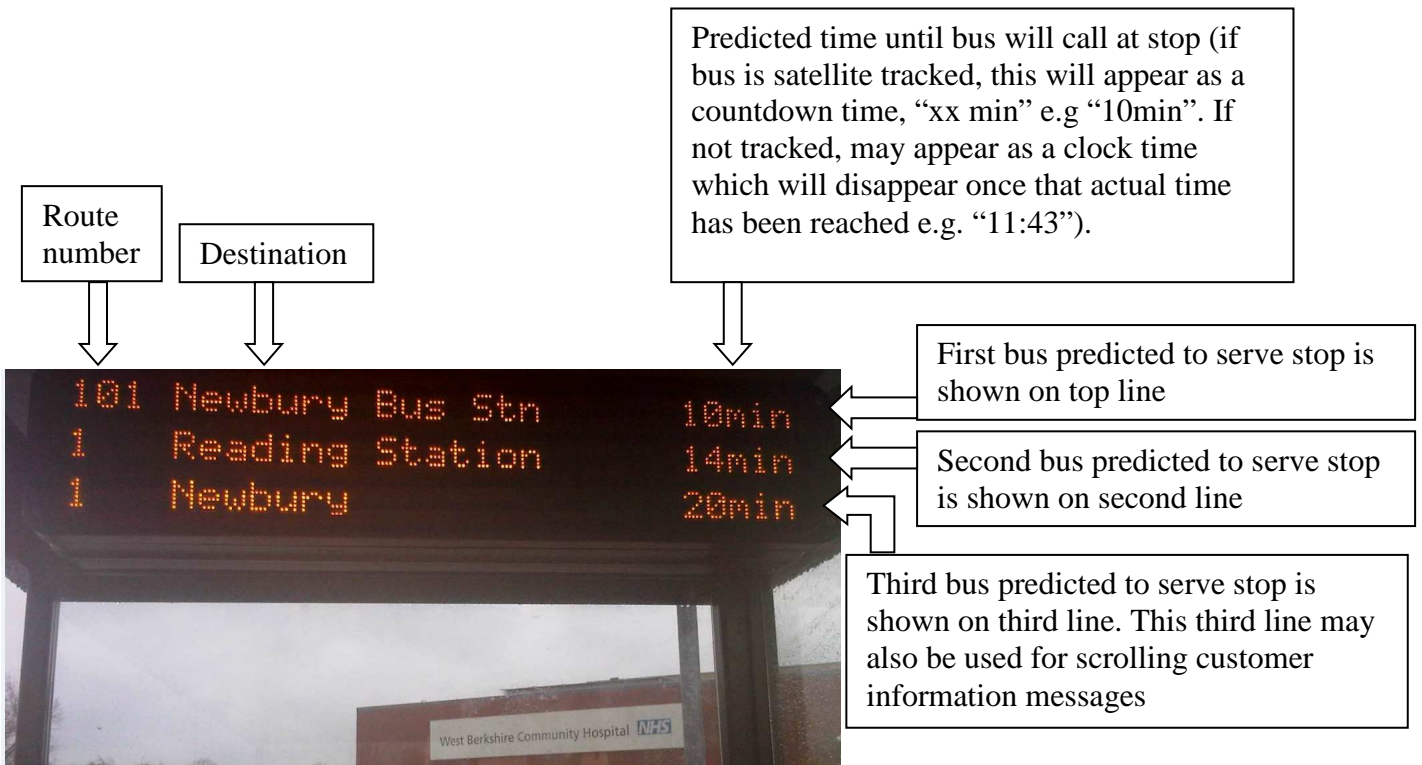 Predicted time until bus will call at stop (if
bus is satellite tracked, this will appear as a
countdown time, “xx min” e.g “10min”. If
not tracked, may appear as a clock time
which will disappear once that actual time
has been reached e.g. “11:43”).
Route
number
Destination
First bus predicted to serve stop is
shown on top line
Second bus predicted to serve stop
is shown on second line
Third bus predicted to serve stop is
shown on third line. This third line may
also be used for scrolling customer
information messages
101 Newbury Bus Stn 10min
1 Reading Station 14min
1 Newbury 20min
West Berkshire Community Hospital NHS